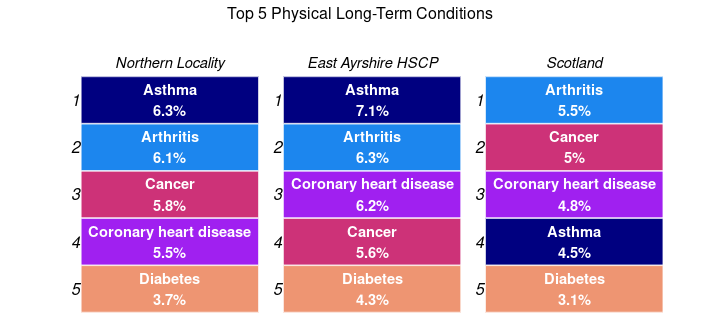 Top 5 Physical Long-Term Conditions
Northern Locality
1
Asthma
6.3%
2
Arthritis
6.1%
3
Cancer
5.8%
4
Coronary heart disease
5.5%
5
Diabetes
3.7%
East Ayrshire HSCP
1
Asthma
7.1%
2
Arthritis
6.3%
3
Coronary heart disease
6.2%
4
Cancer
5.6%
5
Diabetes
4.3%
Scotland
1
Arthritis
5.5%
2
Cancer
5%
3
Coronary heart disease
4.8%
4
Asthma
4.5%
5
Diabetes
3.1%